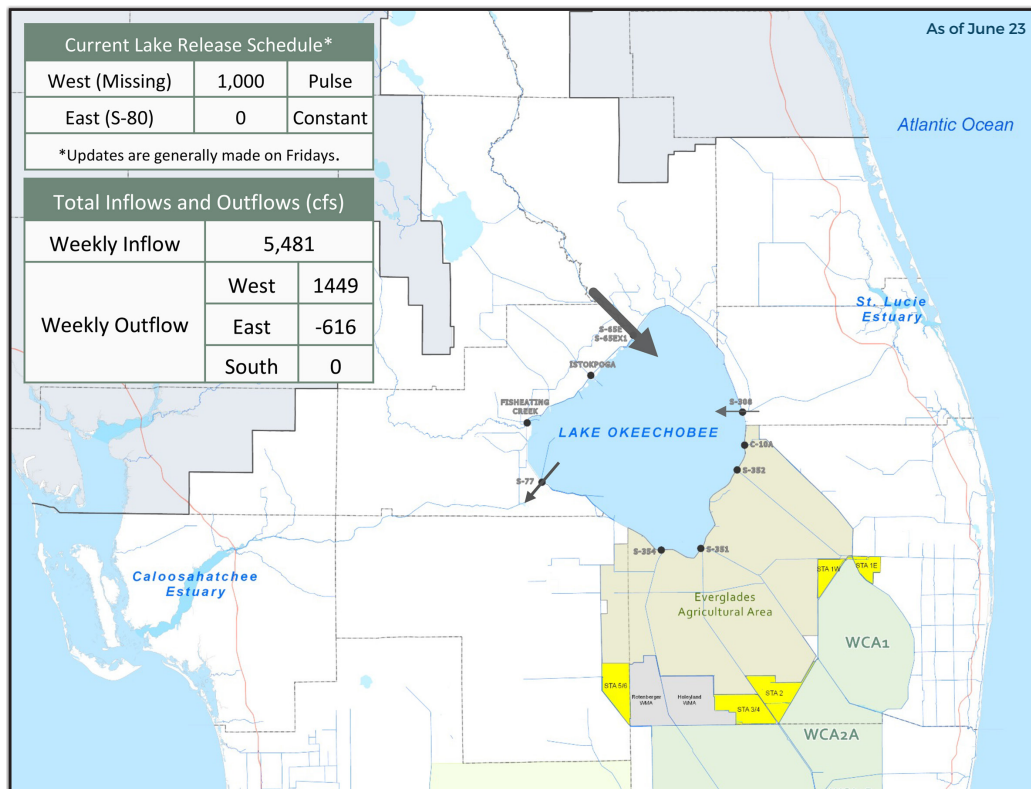 As of June 23
Current Lake Release Schedule*
West (Missing) 1,000 Pulse
East (S-80) 0 Constant
*Updates are generally made on Fridays.
Total Inflows and Outflows (cfs)
Weekly Inflow 5,481
Weekly Outflow West 1449
East -616
South 0
Atlantic Ocean
St. Lucie
Estuary
S-65E
S-65EX1
ISTOKPOGA
FISHEATING
CREEK
S-308
LAKE OKEECHOBEE
C-10A
S-352
S-77
S-354
S-351
Caloosahatchee
Estuary
Everglades
Agricultural Area
STA 1W
STA 1E
WCA1
STA 5/6
Rotenberger
WMA
Holeyland
WMA
STA 2
STA 3/4
WCA2A